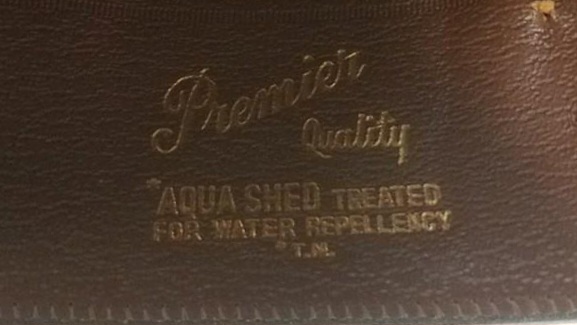 Premier
Quality
*AQUA SHED TREATED
FOR WATER REPELLENCY
*T.M.